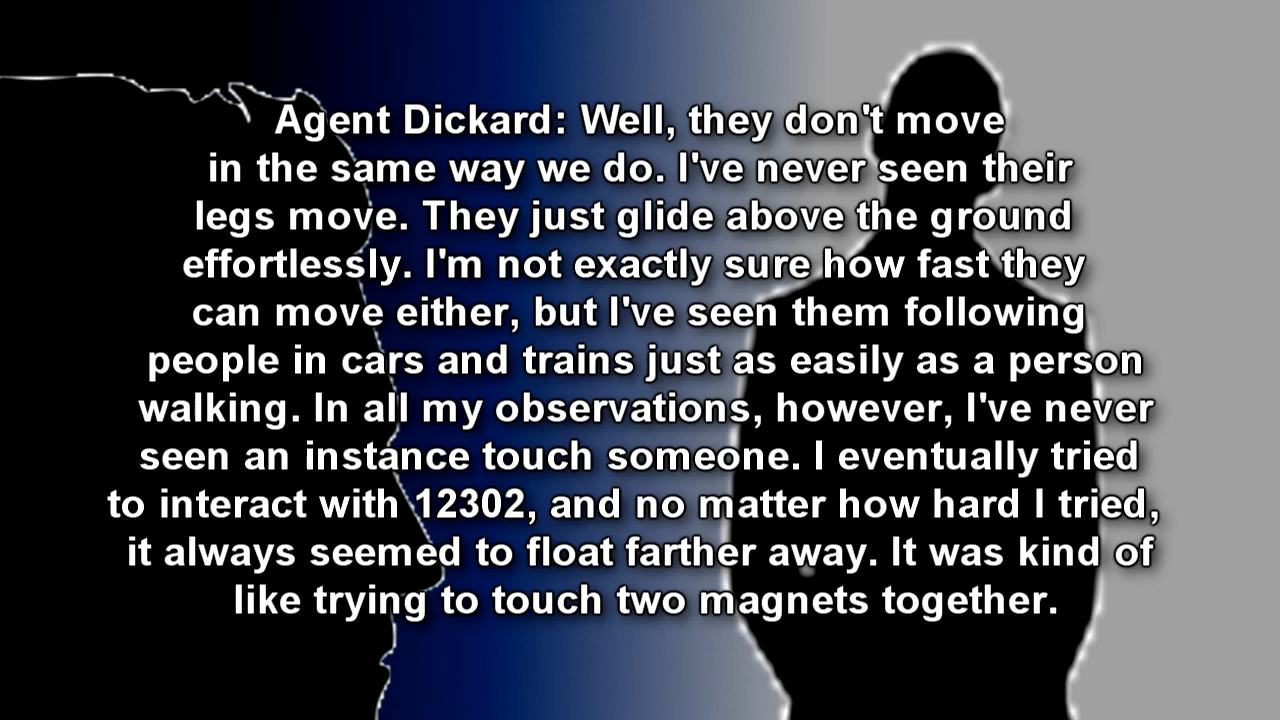 Agent Dickard: Well, they don't move
in the same way we do. I've never seen their
legs move. They just glide above the ground
effortlessly. I'm not exactly sure how fast they
can move either, but I've seen them following
people in cars and trains just as easily as a person
walking. In all my observations, however, I've never
seen an instance touch someone. I eventually tried
to interact with 12302, and no matter how hard I tried,
it always seemed to float farther away. It was kind of
like trying to touch two magnets together.